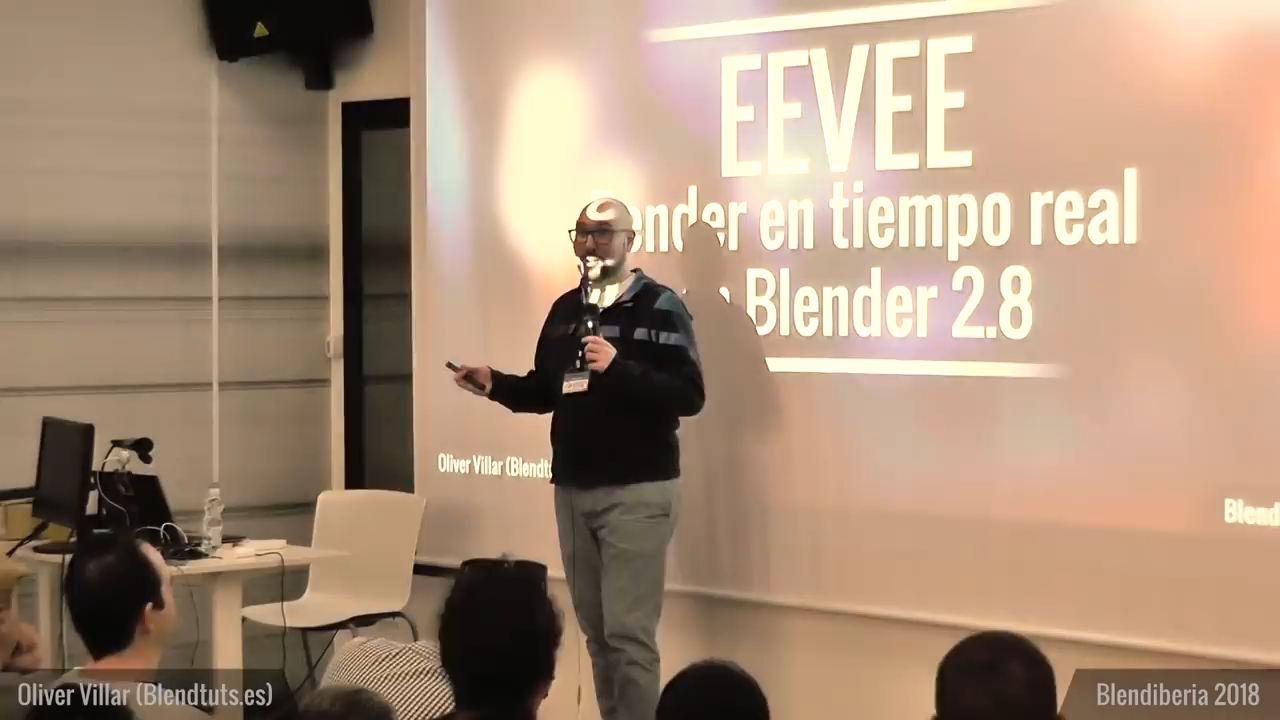 EEVEE
ender en tiempo real
Blender 2.8
Oliver Villar (Blendt
Blend
Oliver Villar (Blendtuts.es)
Blendiberia 2018